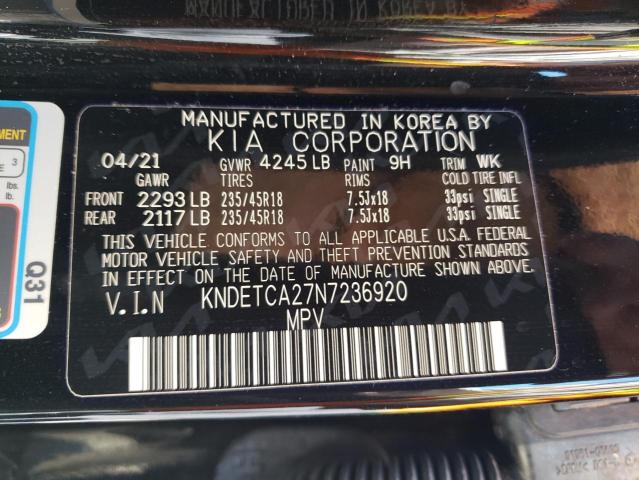 MANUFACTURED IN KOREA BY
KIA CORPORATION
04/21 GVWR 4245 LB PAINT 9H TRIM WK
GAWR TIRES RIMS COLD TIRE INFL
FRONT 2293 LB 235/45R18 7.5Jx18 33psi SINGLE
REAR 2117 LB 235/45R18 7.5Jx18 33psi SINGLE
THIS VEHICLE CONFORMS TO ALL APPLICABLE U.S.A. FEDERAL
MOTOR VEHICLE SAFETY AND THEFT PREVENTION STANDARDS
IN EFFECT ON THE DATE OF MANUFACTURE SHOWN ABOVE.
V.I.N KNDETCA27N7236920
MPV
Q31
3
lbs.
lb.